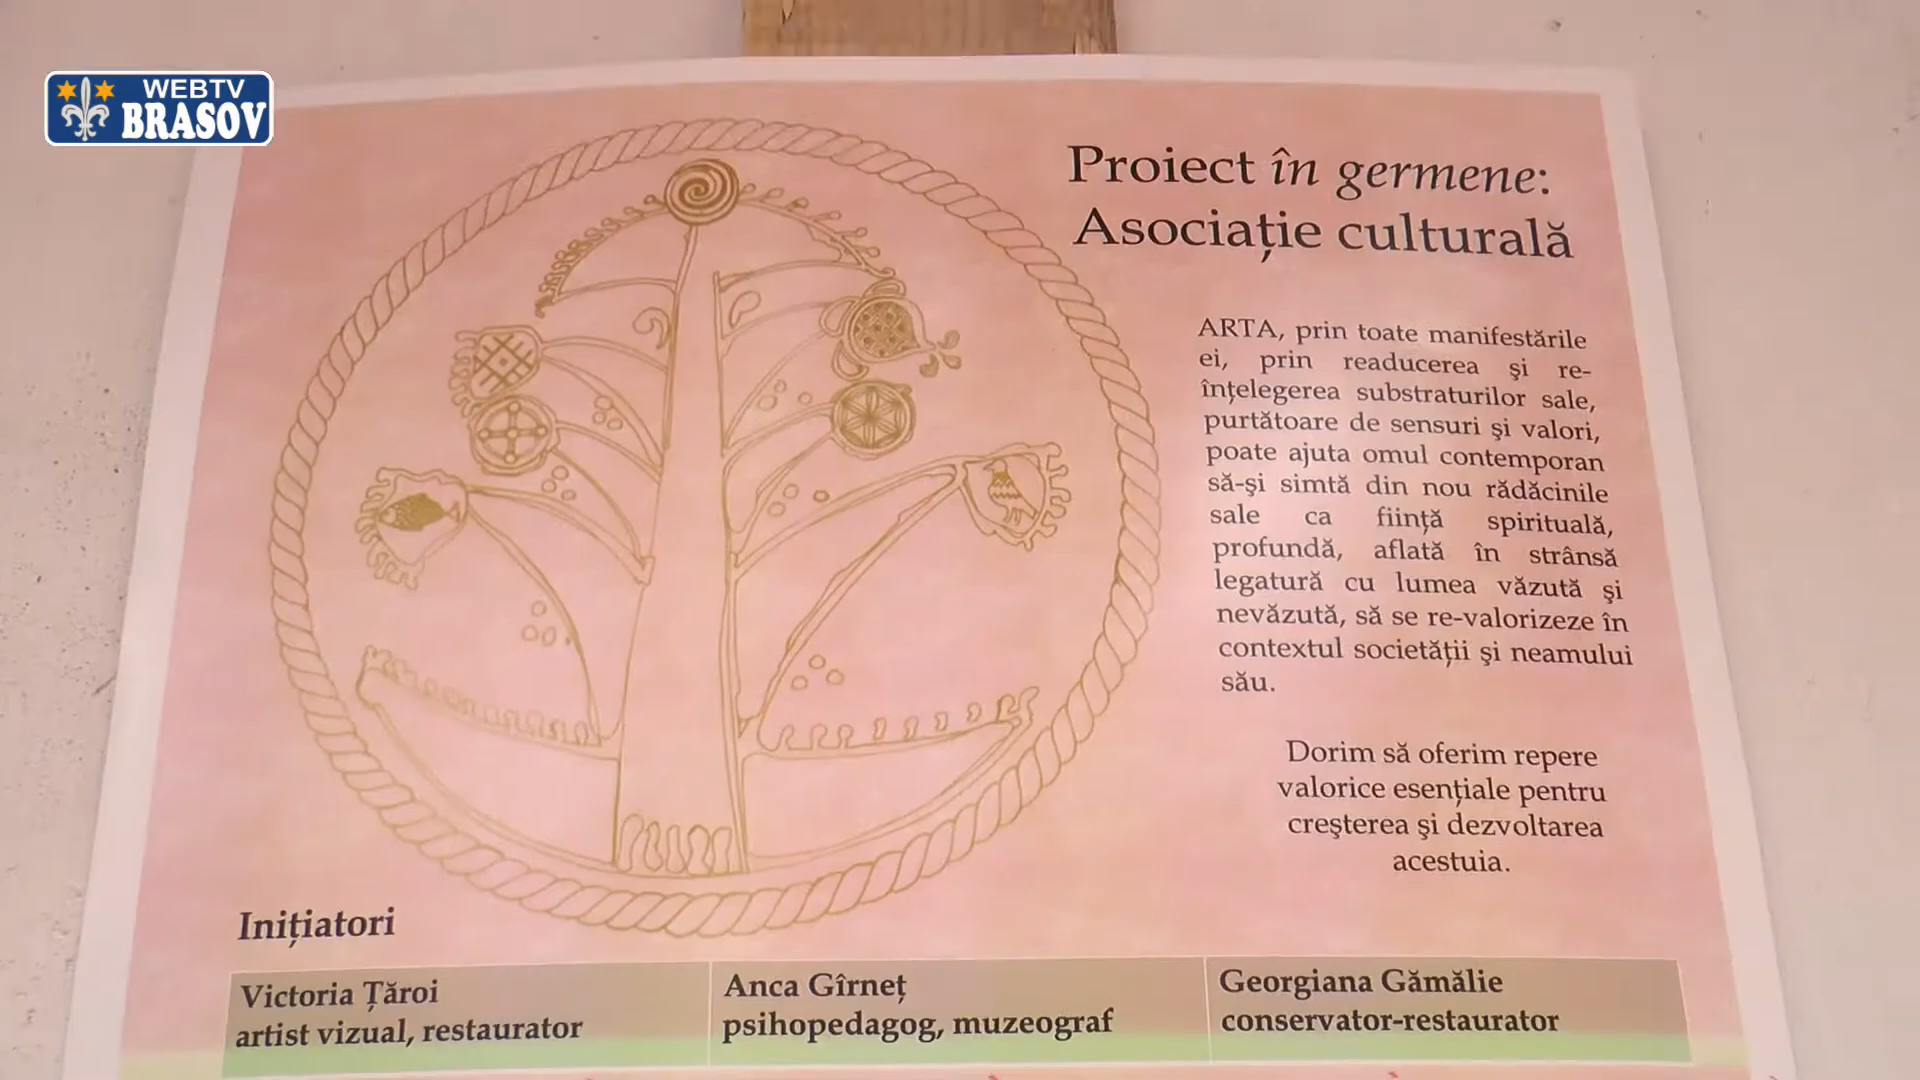 WEBTV
BRASOV
Proiect în germene:
Asociație culturală
ARTA, prin toate manifestările
ei, prin readucerea şi re-
înțelegerea substraturilor sale,
purtătoare de sensuri şi valori,
poate ajuta omul contemporan
să-şi simtă din nou rădăcinile
sale ca ființă spirituală,
profundă, aflată în strânsă
legatură cu lumea văzută şi
nevăzută, să se re-valorizeze în
contextul societății şi neamului
său.
Dorim să oferim repere
valorice esențiale pentru
creşterea şi dezvoltarea
acestuia.
Inițiatori
Victoria Țăroi
artist vizual, restaurator
Anca Gîrneț
psihopedagog, muzeograf
Georgiana Gămălie
conservator-restaurator